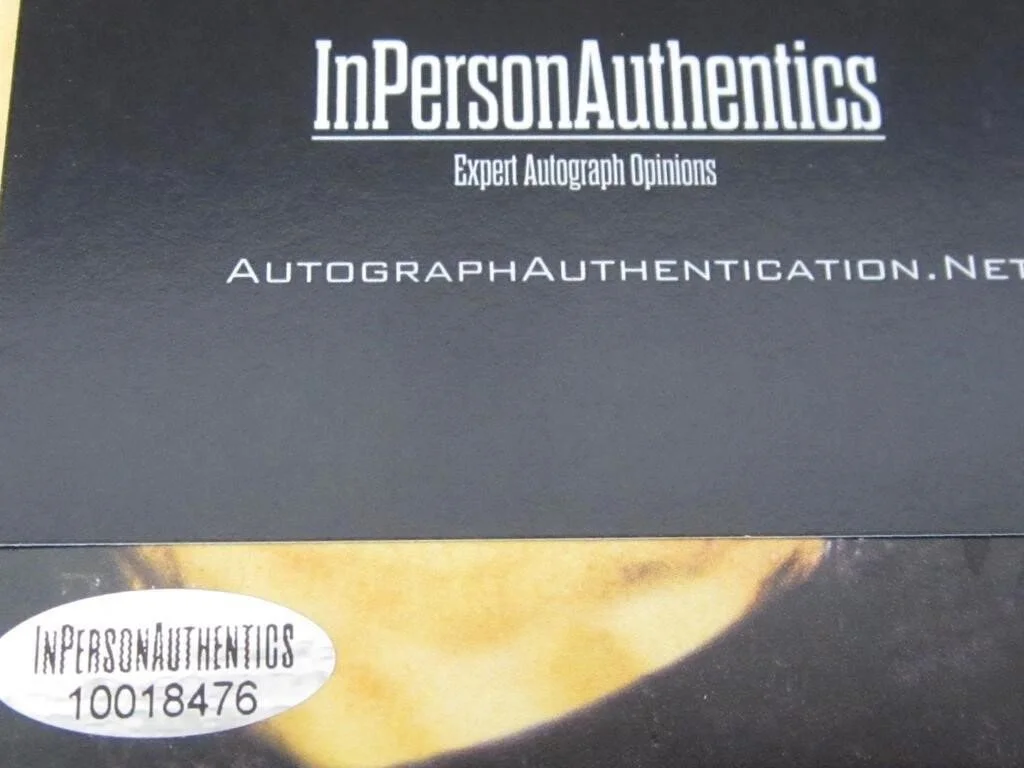 InPersonAuthentics
Expert Autograph Opinions
AutographAuthentication.Net
InPersonAuthentics
10018476